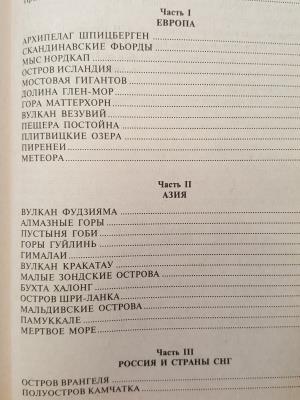 Часть I
ЕВРОПА
АРХИПЕЛАГ ШПИЦБЕРГЕН
СКАНДИНАВСКИЕ ФЬОРДЫ
МЫС НОРДКАП
ОСТРОВ ИСЛАНДИЯ
МОСТОВАЯ ГИГАНТОВ
ДОЛИНА ГЛЕН-МОР
ГОРА МАТТЕРХОРН
ВУЛКАН ВЕЗУВИЙ
ПЕЩЕРА ПОСТОЙНА
ПЛИТВИЦКИЕ ОЗЕРА
ПИРЕНЕИ
МЕТЕОРА
Часть II
АЗИЯ
ВУЛКАН ФУДЗИЯМА
АЛМАЗНЫЕ ГОРЫ
ПУСТЫНЯ ГОБИ
ГОРЫ ГУЙЛИНЬ
ГИМАЛАИ
ВУЛКАН КРАКАТАУ
МАЛЫЕ ЗОНДСКИЕ ОСТРОВА
БУХТА ХАЛОНГ
ОСТРОВ ШРИ-ЛАНКА
МАЛЬДИВСКИЕ ОСТРОВА
ПАМУККАЛЕ
МЕРТВОЕ МОРЕ
Часть III
РОССИЯ И СТРАНЫ СНГ
ОСТРОВ ВРАНГЕЛЯ
ПОЛУОСТРОВ КАМЧАТКА